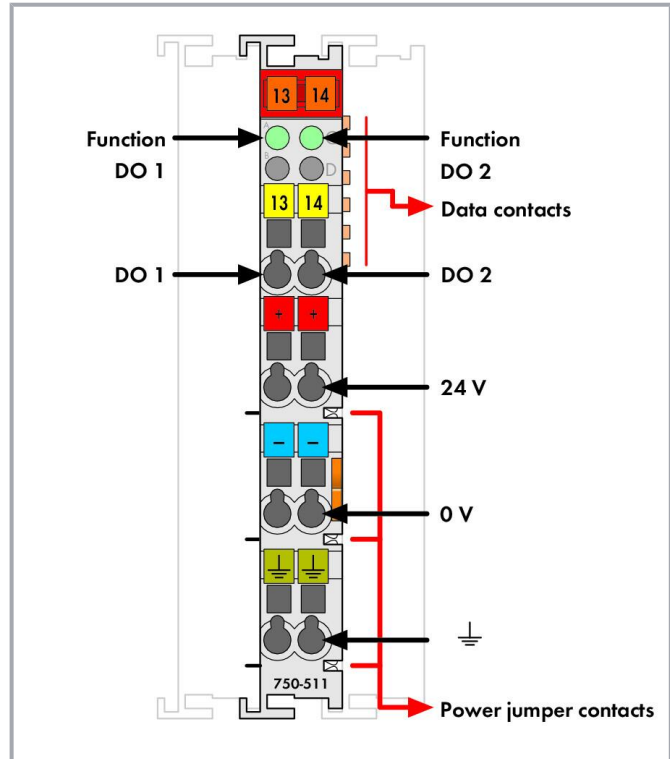 13 14
A C
Function Function
DO 1 B D DO 2
13 14
Data contacts
DO 1 DO 2
+ +
24 V
– –
0 V
750-511
Power jumper contacts